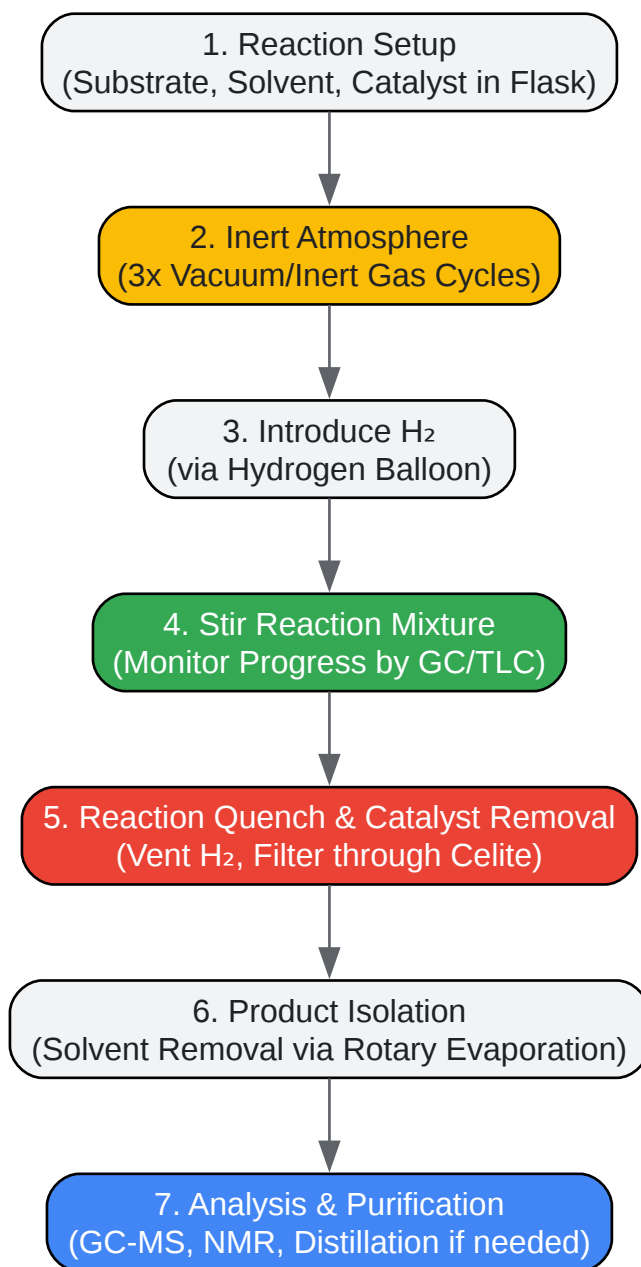 1. Reaction Setup
(Substrate, Solvent, Catalyst in Flask)
2. Inert Atmosphere
(3x Vacuum/Inert Gas Cycles)
3. Introduce H₂
(via Hydrogen Balloon)
4. Stir Reaction Mixture
(Monitor Progress by GC/TLC)
5. Reaction Quench & Catalyst Removal
(Vent H₂, Filter through Celite)
6. Product Isolation
(Solvent Removal via Rotary Evaporation)
7. Analysis & Purification
(GC-MS, NMR, Distillation if needed)